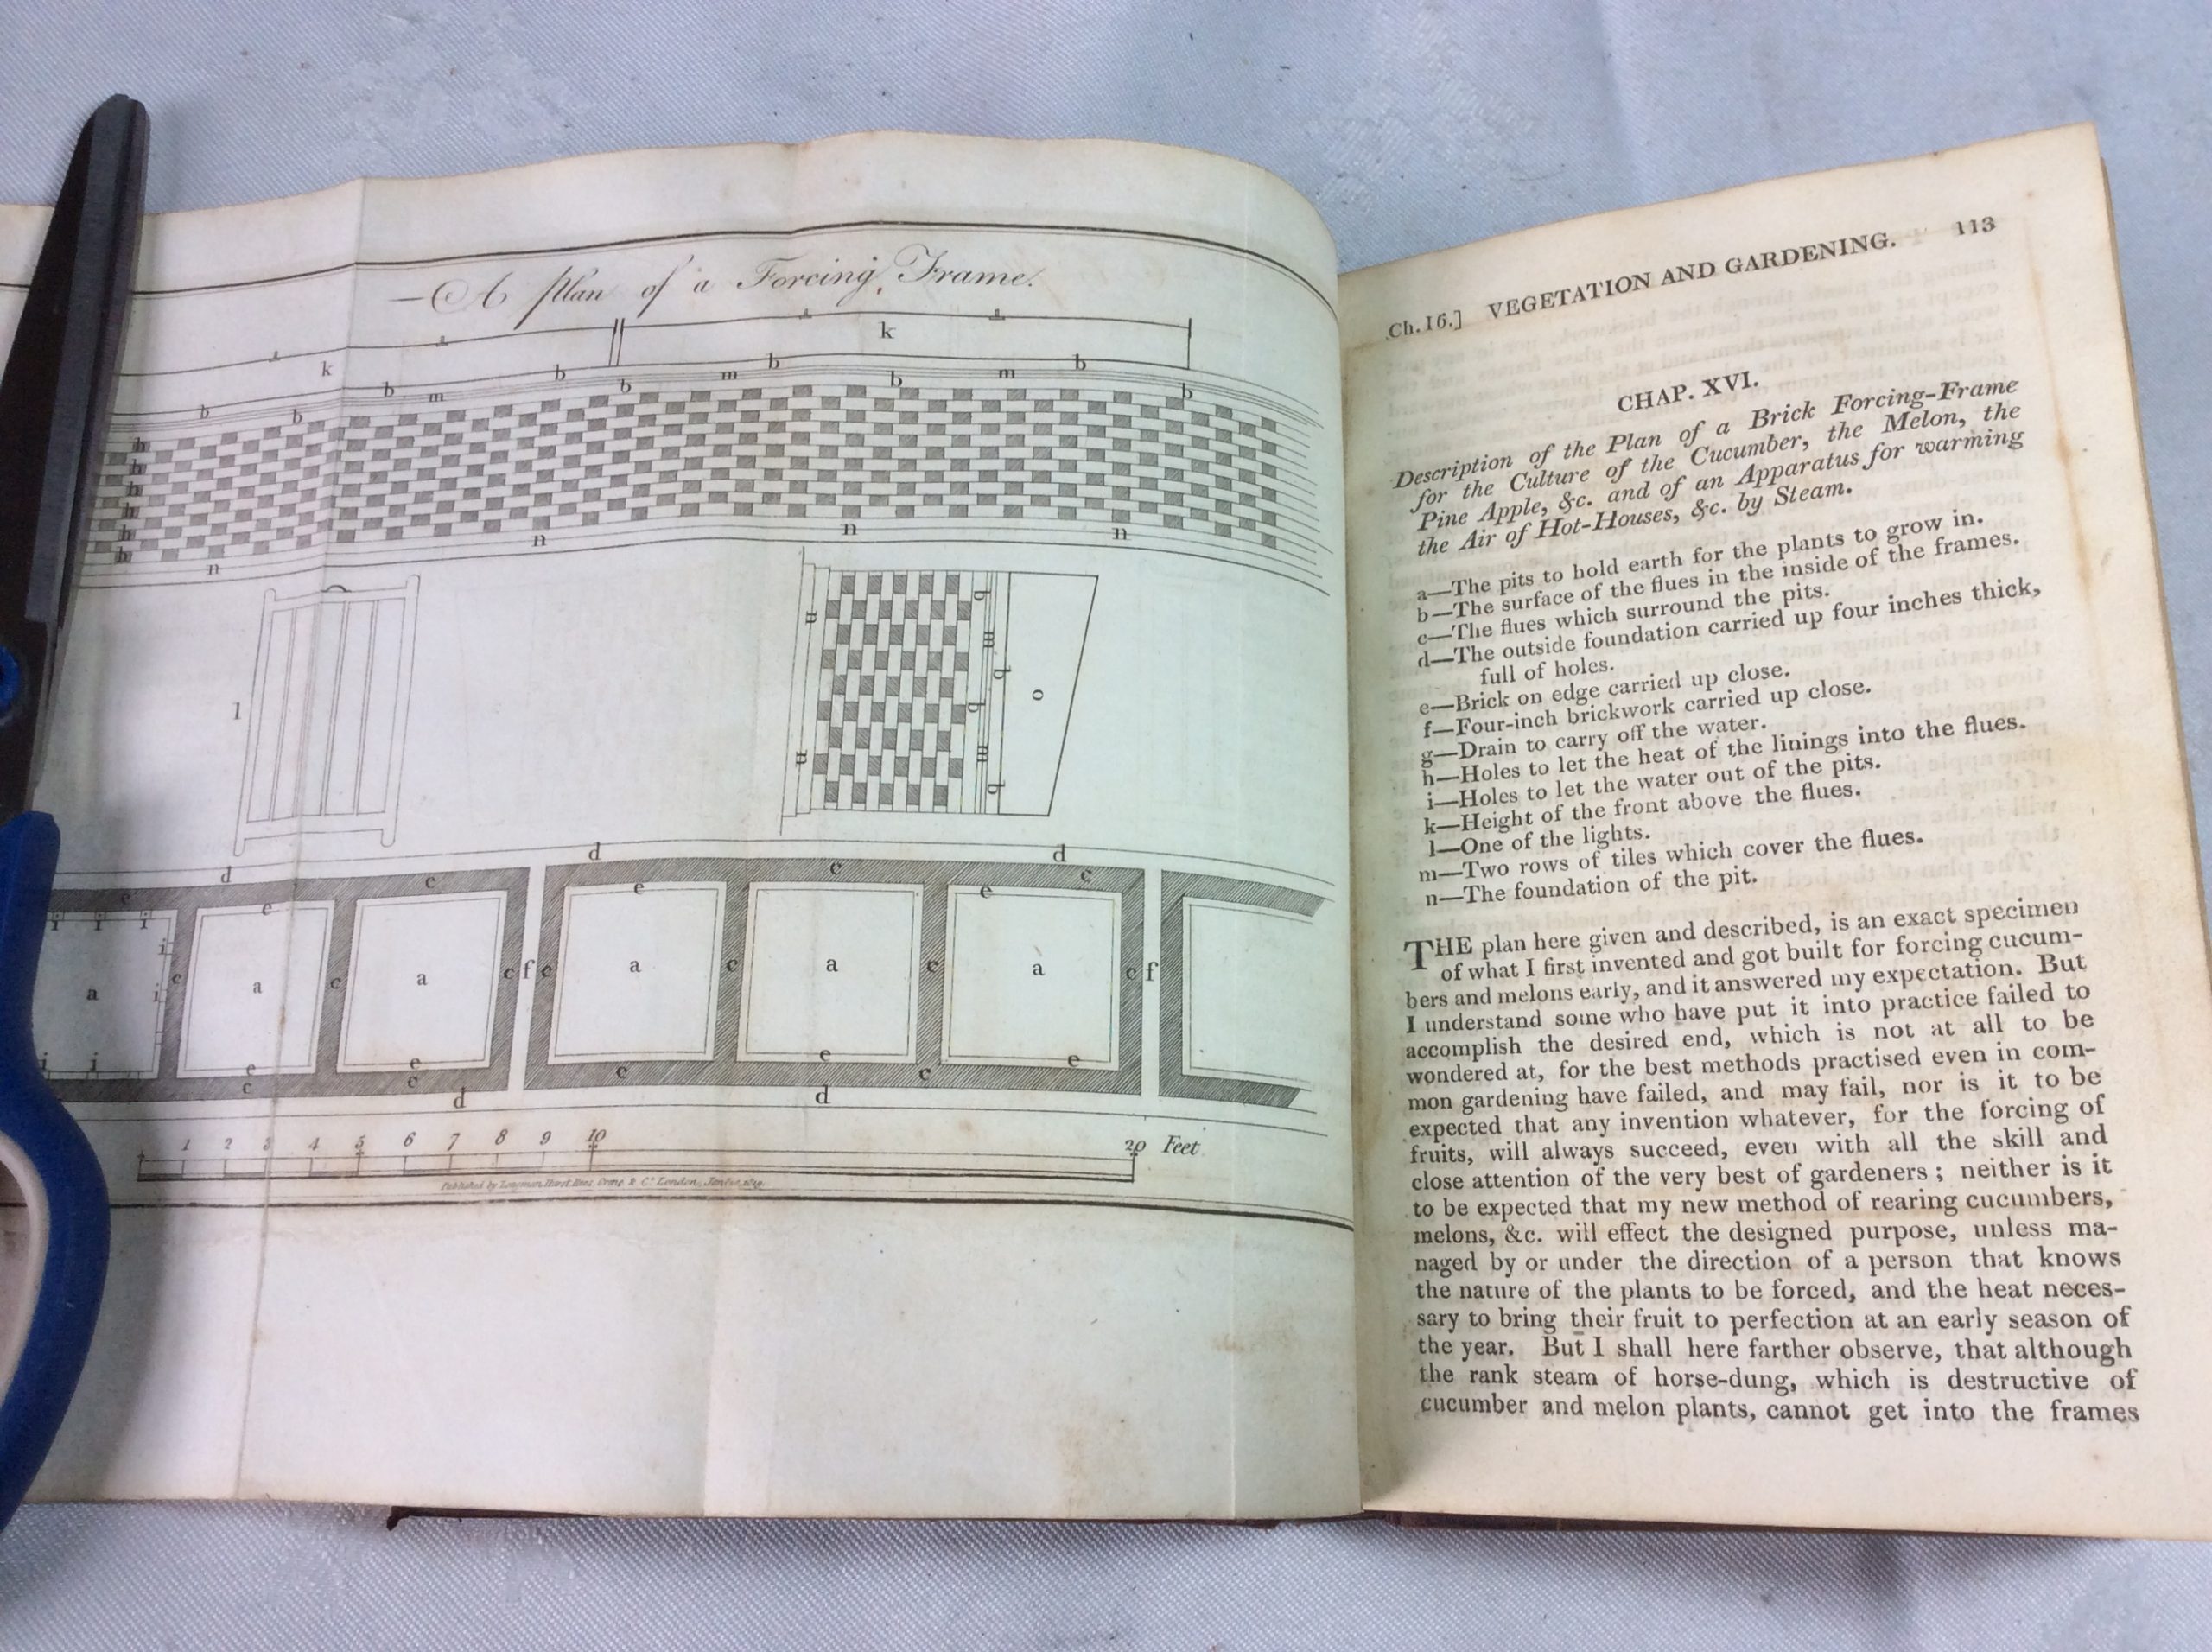 —A Plan of a Forcing Frame.
k
k
b b b b b b b b b b
m m m
h
h
h
h
h
h
n n n n
l
n n
b m b b m b
o
d d d
c c c c
e e e e
i i i i i
a a a a a a
c c c f c c c c f
i i
e e e e
c c c c
d d
1 2 3 4 5 6 7 8 9 10 20 Feet
Published by Longman Hurst Rees Orme & Co. London,
Ch. 16.] VEGETATION AND GARDENING. 113
CHAP. XVI.
Description of the Plan of a Brick Forcing-Frame
for the Culture of the Cucumber, the Melon, the
Pine Apple, &c. and of an Apparatus for warming
the Air of Hot-Houses, &c. by Steam.
a—The pits to hold earth for the plants to grow in.
b—The surface of the flues in the inside of the frames.
c—The flues which surround the pits.
d—The outside foundation carried up four inches thick,
full of holes.
e—Brick on edge carried up close.
f—Four-inch brickwork carried up close.
g—Drain to carry off the water.
h—Holes to let the heat of the linings into the flues.
i—Holes to let the water out of the pits.
k—Height of the front above the flues.
l—One of the lights.
m—Two rows of tiles which cover the flues.
n—The foundation of the pit.
THE plan here given and described, is an exact specimen
of what I first invented and got built for forcing cucum-
bers and melons early, and it answered my expectation. But
I understand some who have put it into practice failed to
accomplish the desired end, which is not at all to be
wondered at, for the best methods practised even in com-
mon gardening have failed, and may fail, nor is it to be
expected that any invention whatever, for the forcing of
fruits, will always succeed, even with all the skill and
close attention of the very best of gardeners; neither is it
to be expected that my new method of rearing cucumbers,
melons, &c. will effect the designed purpose, unless ma-
naged by or under the direction of a person that knows
the nature of the plants to be forced, and the heat neces-
sary to bring their fruit to perfection at an early season of
the year. But I shall here farther observe, that although
the rank steam of horse-dung, which is destructive of
cucumber and melon plants, cannot get into the frames